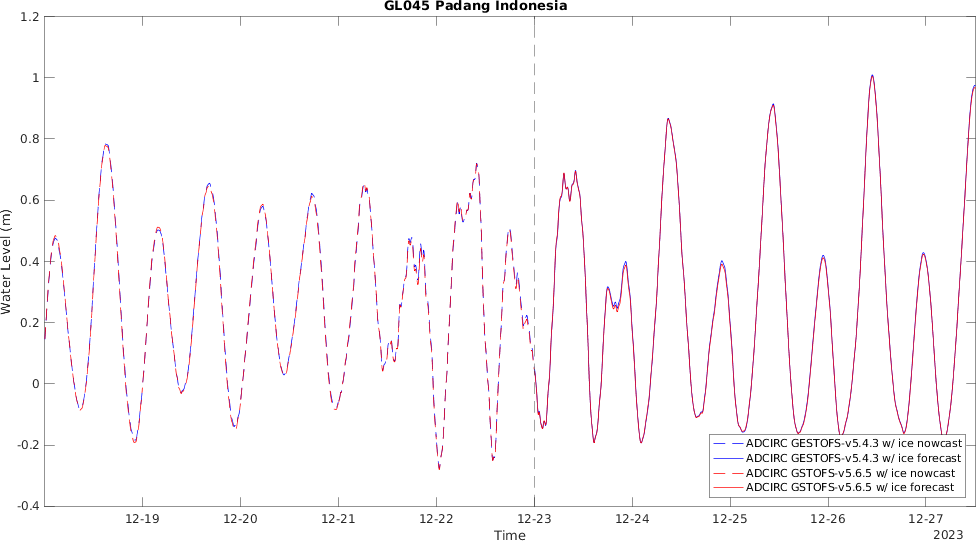 GL045 Padang Indonesia
1.2
1
0.8
0.6
0.4
0.2
0
-0.2
-0.4
Water Level (m)
ADCIRC GESTOFS-v5.4.3 w/ ice nowcast
ADCIRC GESTOFS-v5.4.3 w/ ice forecast
ADCIRC GSTOFS-v5.6.5 w/ ice nowcast
ADCIRC GSTOFS-v5.6.5 w/ ice forecast
12-19 12-20 12-21 12-22 12-23 12-24 12-25 12-26 12-27
Time
2023